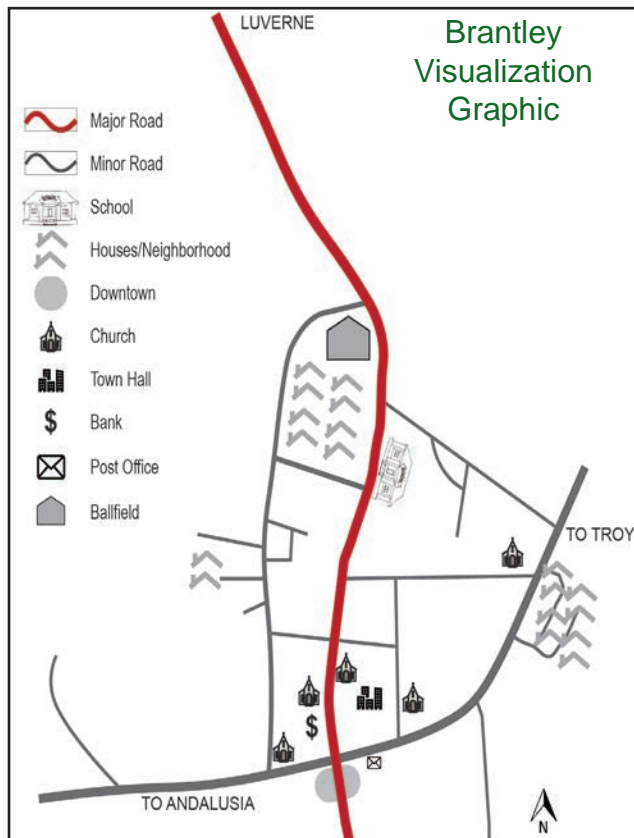 LUVERNE
Brantley
Visualization
Graphic
Major Road
Minor Road
School
Houses/Neighborhood
Downtown
Church
Town Hall
$ Bank
Post Office
Ballfield
TO TROY
$
TO ANDALUSIA
N